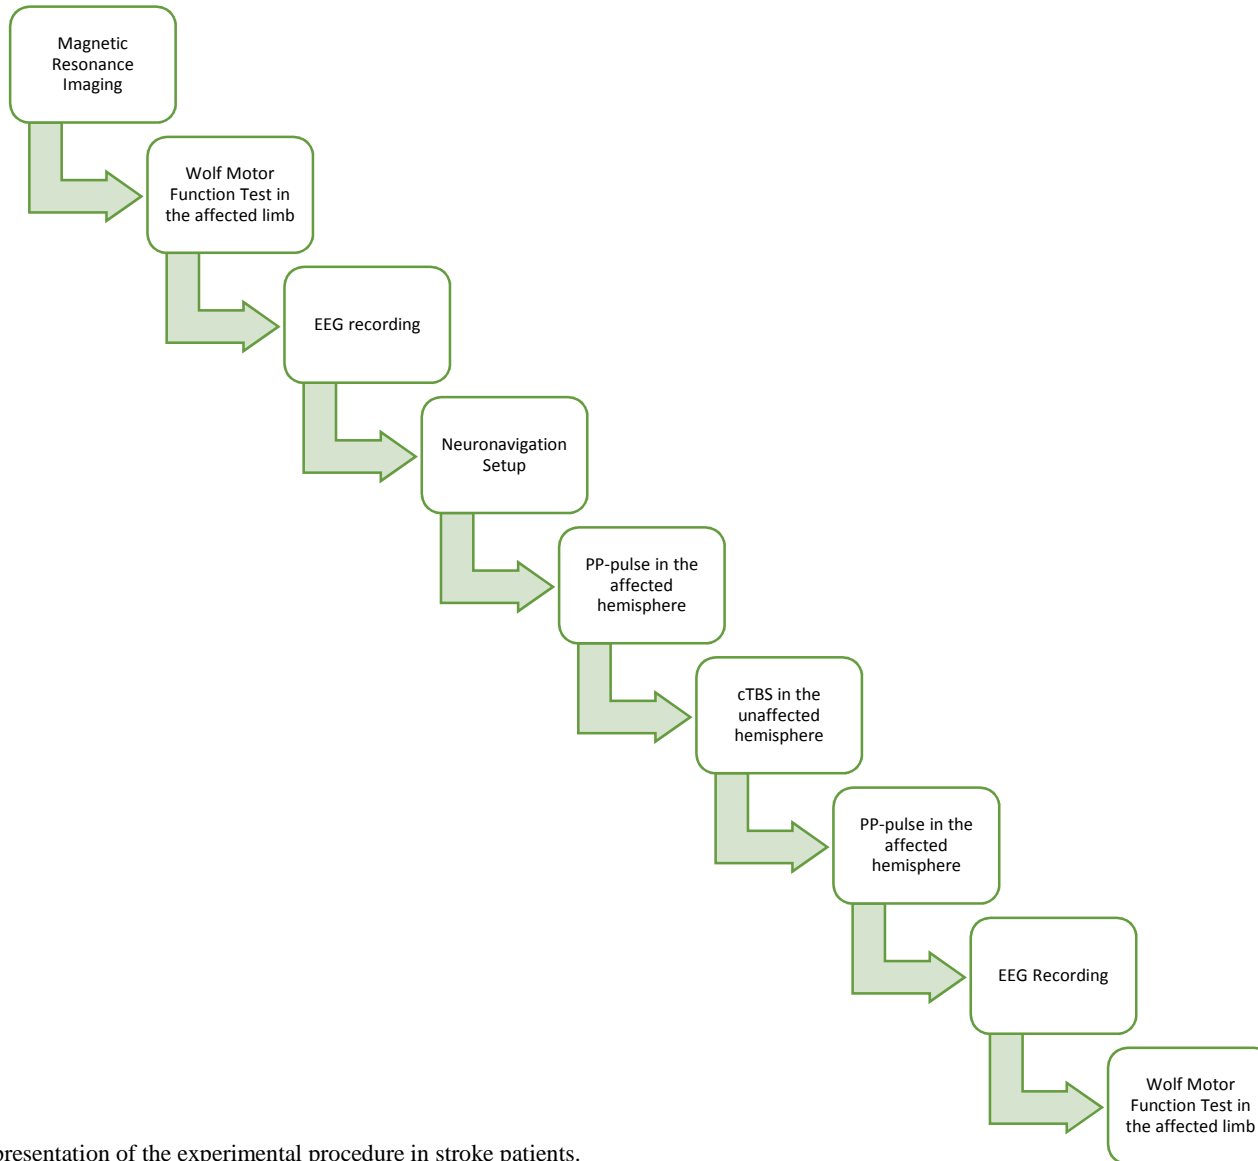 Magnetic
Resonance
Imaging
Wolf Motor
Function Test in
the affected limb
EEG recording
Neuronavigation
Setup
PP-pulse in the
affected
hemisphere
cTBS in the
unaffected
hemisphere
PP-pulse in the
affected
hemisphere
EEG Recording
Wolf Motor
Function Test in
the affected limb
presentation of the experimental procedure in stroke patients.